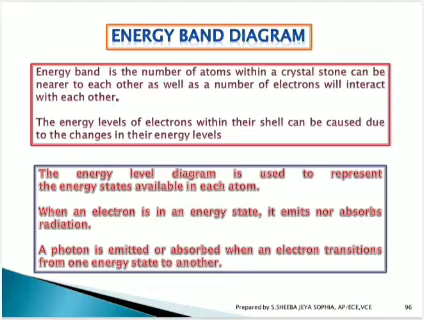 ENERGY BAND DIAGRAM
Energy band is the number of atoms within a crystal stone can be
nearer to each other as well as a number of electrons will interact
with each other.
The energy levels of electrons within their shell can be caused due
to the changes in their energy levels
The energy level diagram is used to represent
the energy states available in each atom.
When an electron is in an energy state, it emits nor absorbs
radiation.
A photon is emitted or absorbed when an electron transitions
from one energy state to another.
Prepared by S.SHEEBA JEYA SOPHIA, AP/ECE,VCE
96